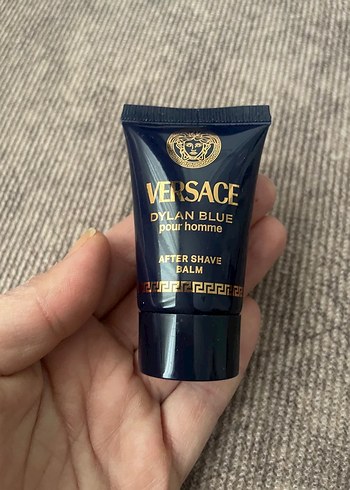 VERSACE
DYLAN BLUE
pour homme
AFTER SHAVE
BALM